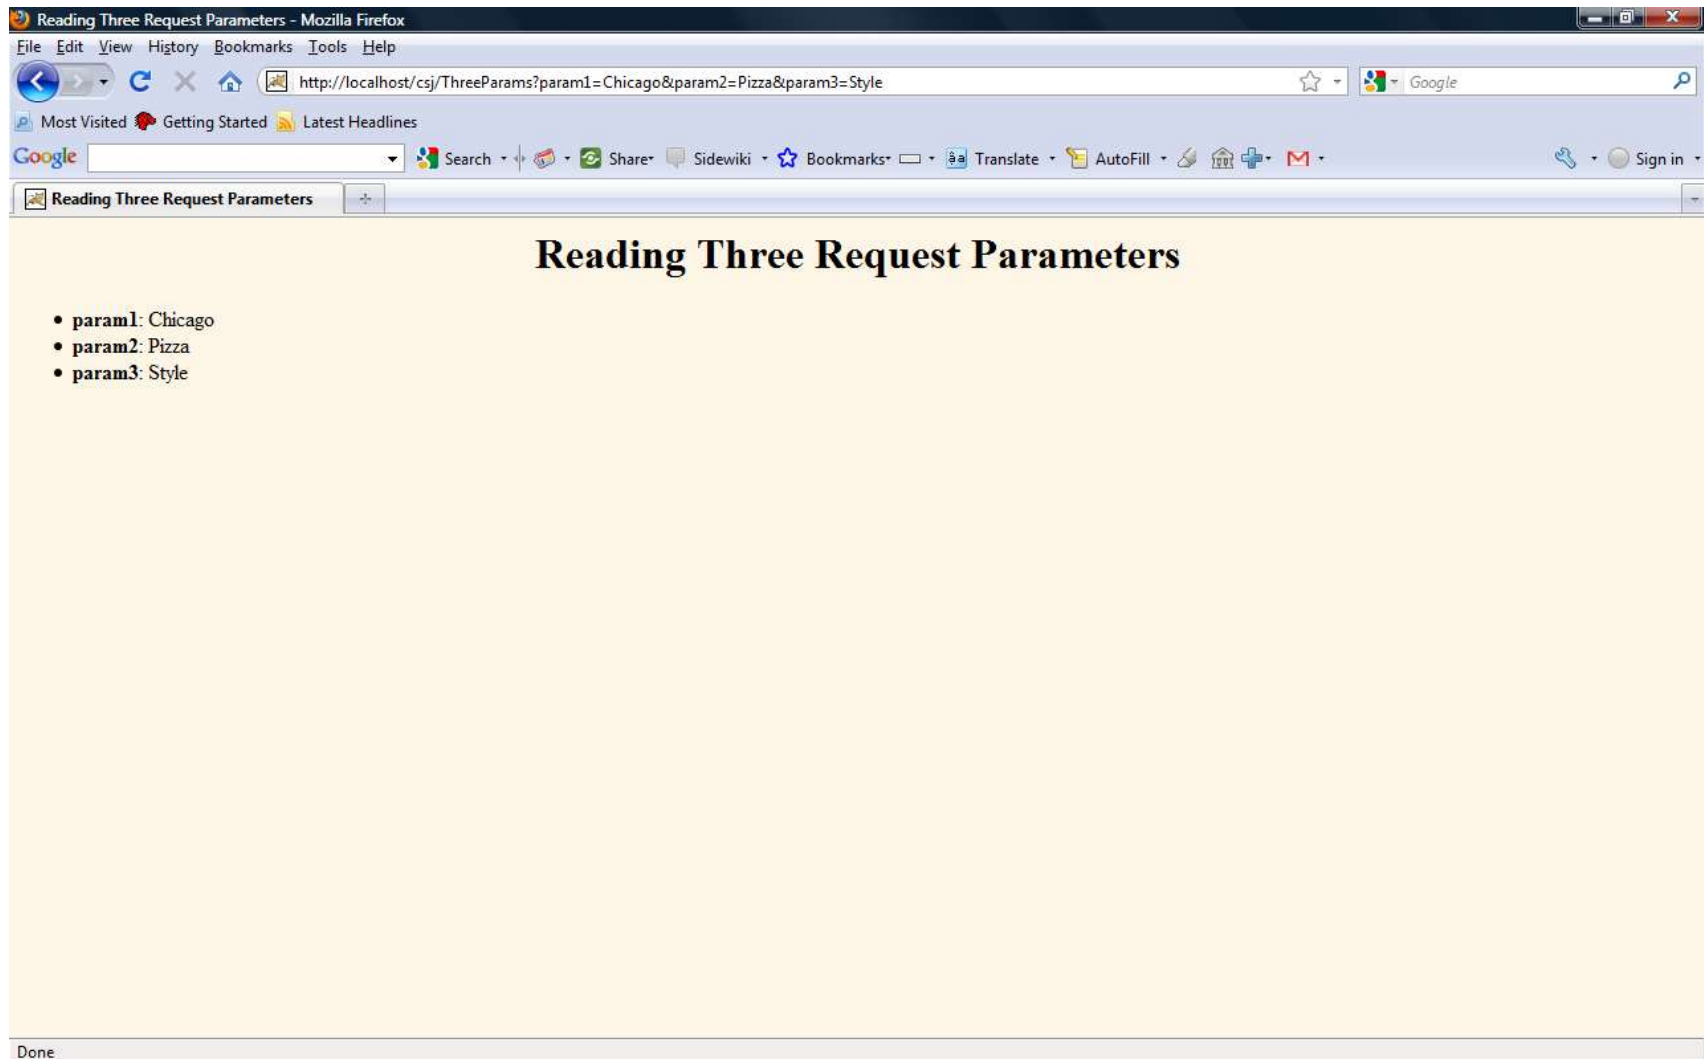 Reading Three Request Parameters - Mozilla Firefox
File Edit View History Bookmarks Tools Help
http://localhost/csj/ThreeParams?param1=Chicago&param2=Pizza&param3=Style Google
Most Visited Getting Started Latest Headlines
Google Search Share Sidewiki Bookmarks Translate AutoFill Sign in
Reading Three Request Parameters
Reading Three Request Parameters
• param1: Chicago
• param2: Pizza
• param3: Style
Done